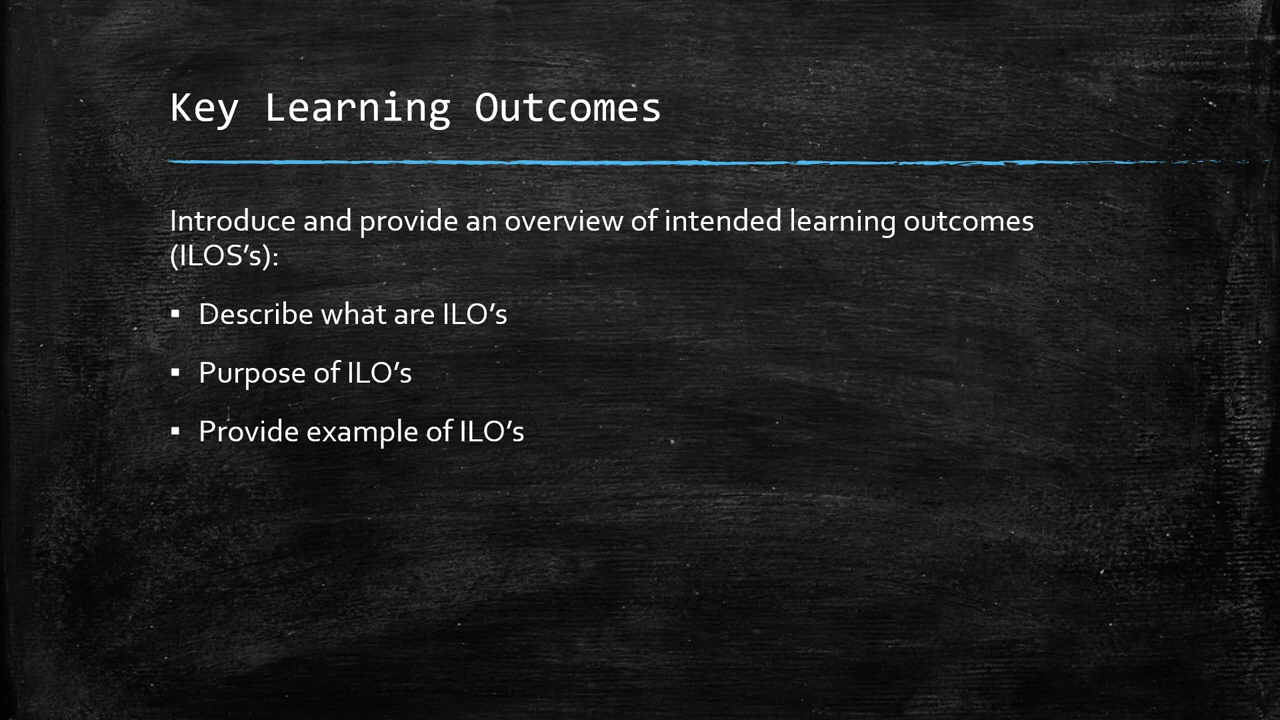 Key Learning Outcomes
Introduce and provide an overview of intended learning outcomes
(ILOS’s):
▪ Describe what are ILO’s
▪ Purpose of ILO’s
▪ Provide example of ILO’s